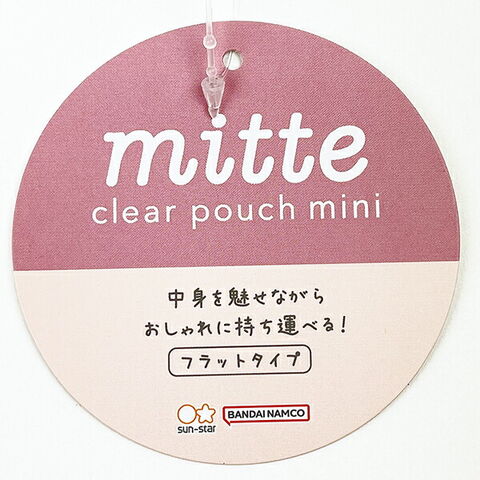 mitte
clear pouch mini
中身を魅せながら
おしゃれに持ち運べる!
フラットタイプ
sun-star
BANDAI NAMCO